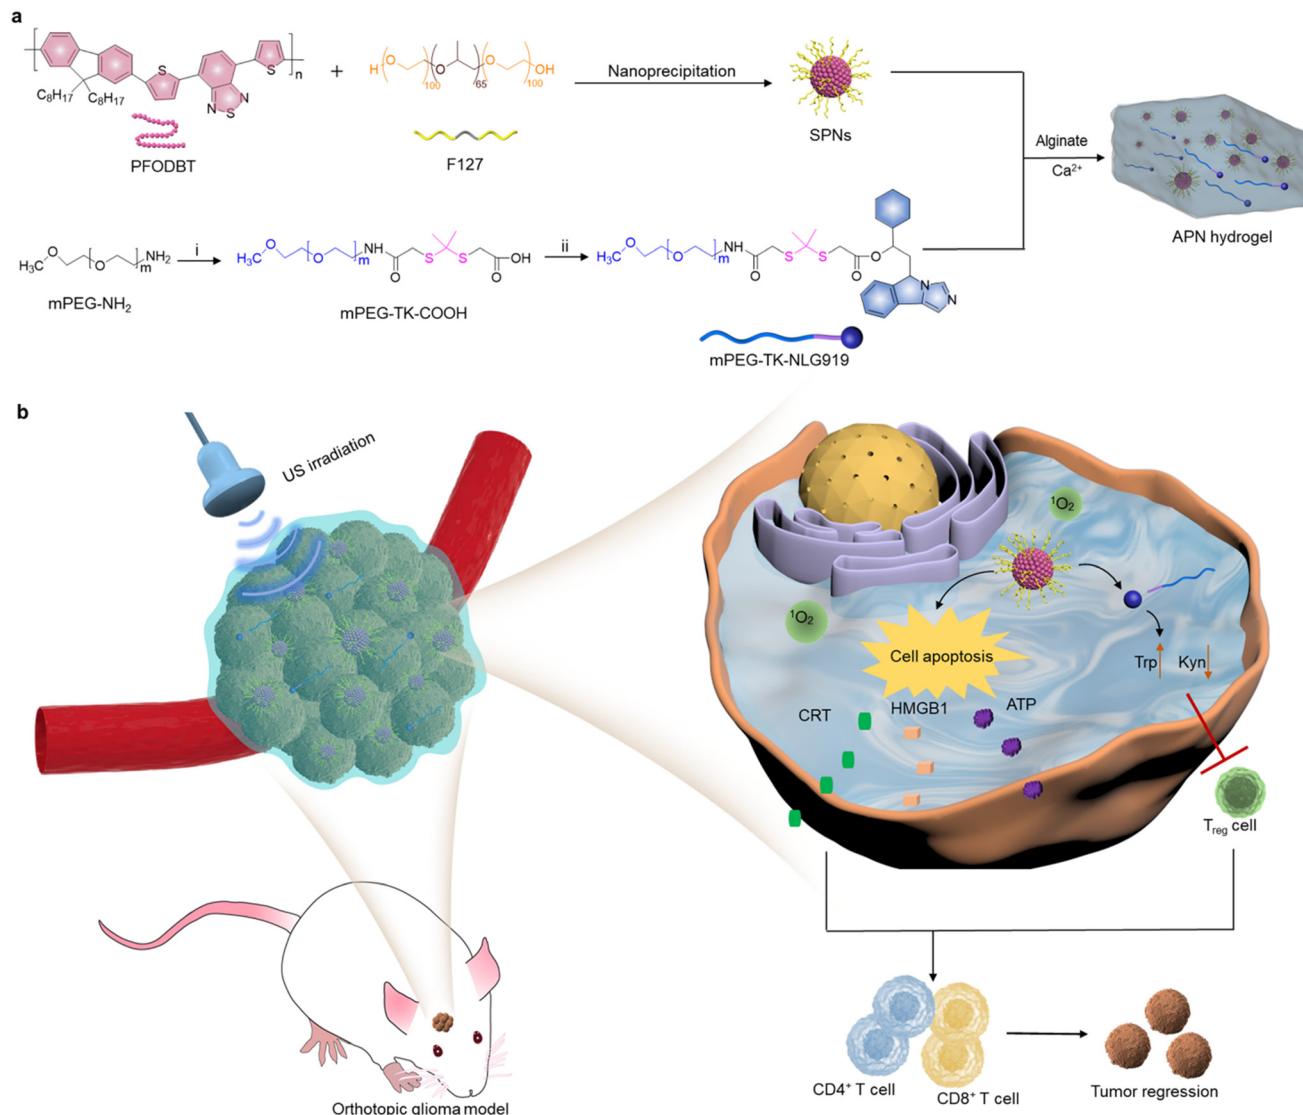 a
n
S
N
N
S
S
C₈H₁₇
C₈H₁₇
PFODBT
+
H
O
100
O
65
O
100
OH
F127
Nanoprecipitation
SPNs
Alginate
Ca²⁺
APN hydrogel
H₃C
O
O
m
NH₂
mPEG-NH₂
i
H₃C
O
O
m
NH
O
S
S
O
OH
mPEG-TK-COOH
ii
H₃C
O
O
m
NH
O
S
S
O
O
N
N
mPEG-TK-NLG919
b
US irradiation
¹O₂
¹O₂
Cell apoptosis
Trp
Kyn
CRT
HMGB1
ATP
Treg cell
CD4⁺ T cell
CD8⁺ T cell
Tumor regression
Orthotopic glioma model